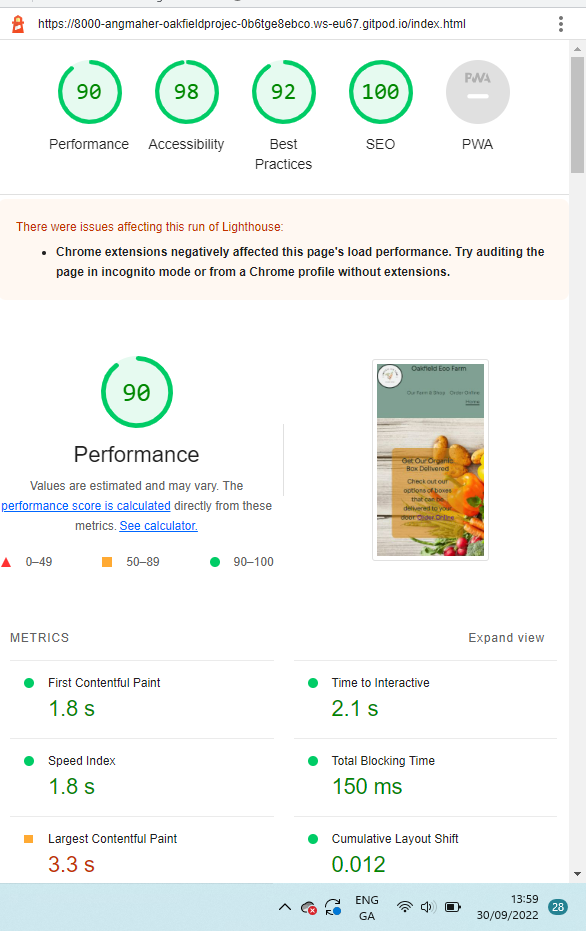 https://8000-angmaher-oakfieldprojec-0b6tge8ebco.ws-eu67.gitpod.io/index.html
90
98
92
100
PWA
Performance
Accessibility
Best
Practices
SEO
PWA
There were issues affecting this run of Lighthouse:
• Chrome extensions negatively affected this page's load performance. Try auditing the
page in incognito mode or from a Chrome profile without extensions.
90
Performance
Values are estimated and may vary. The
performance score is calculated directly from these
metrics. See calculator.
0–49
50–89
90–100
Oakfield Eco Farm
Our Farm & Shop Order Online
Home
Get Our Organic
Box Delivered
Check out our
options of boxes
that can be
delivered to your
door. Order Online
METRICS
Expand view
First Contentful Paint
1.8 s
Time to Interactive
2.1 s
Speed Index
1.8 s
Total Blocking Time
150 ms
Largest Contentful Paint
3.3 s
Cumulative Layout Shift
0.012
ENG
GA
13:59
30/09/2022
28